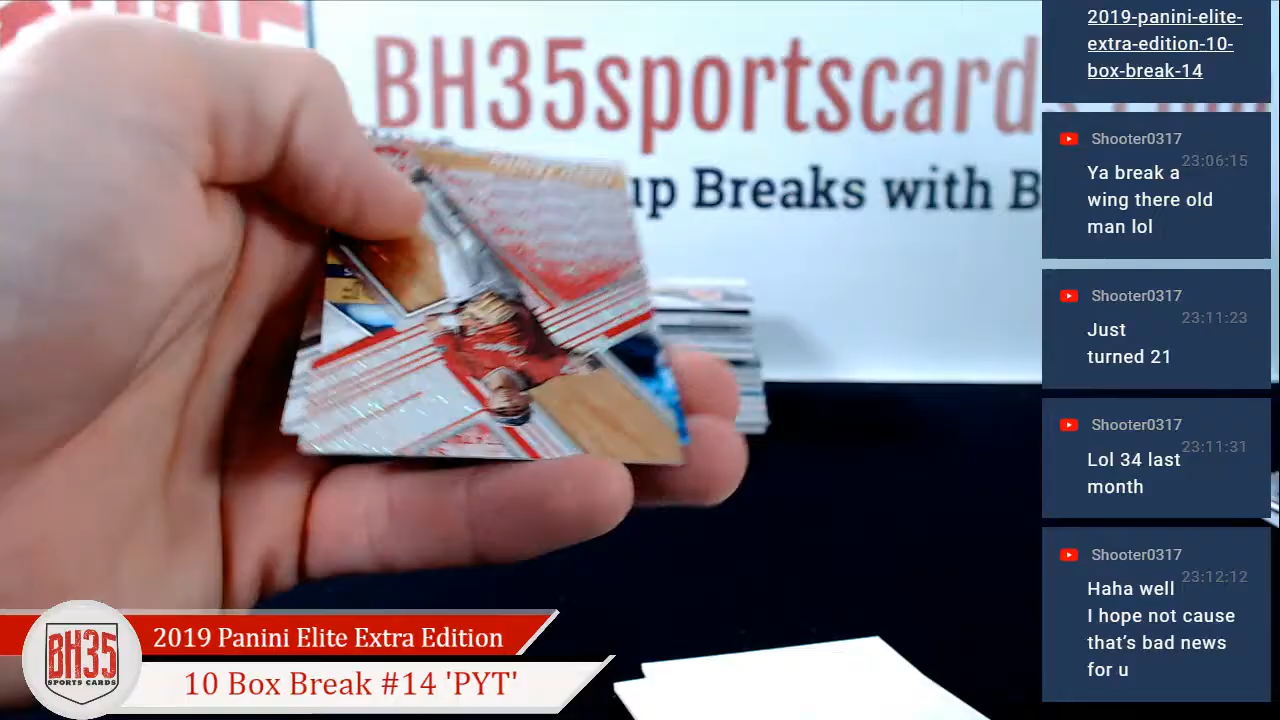 BH35sportscard
up Breaks with B
2019-panini-elite-
extra-edition-10-
box-break-14
Shooter0317
23:06:15
Ya break a
wing there old
man lol
Shooter0317
23:11:23
Just
turned 21
Shooter0317
23:11:31
Lol 34 last
month
Shooter0317
23:12:12
Haha well
I hope not cause
that's bad news
for u
BH35
SPORTS CARDS
2019 Panini Elite Extra Edition
10 Box Break #14 'PYT'